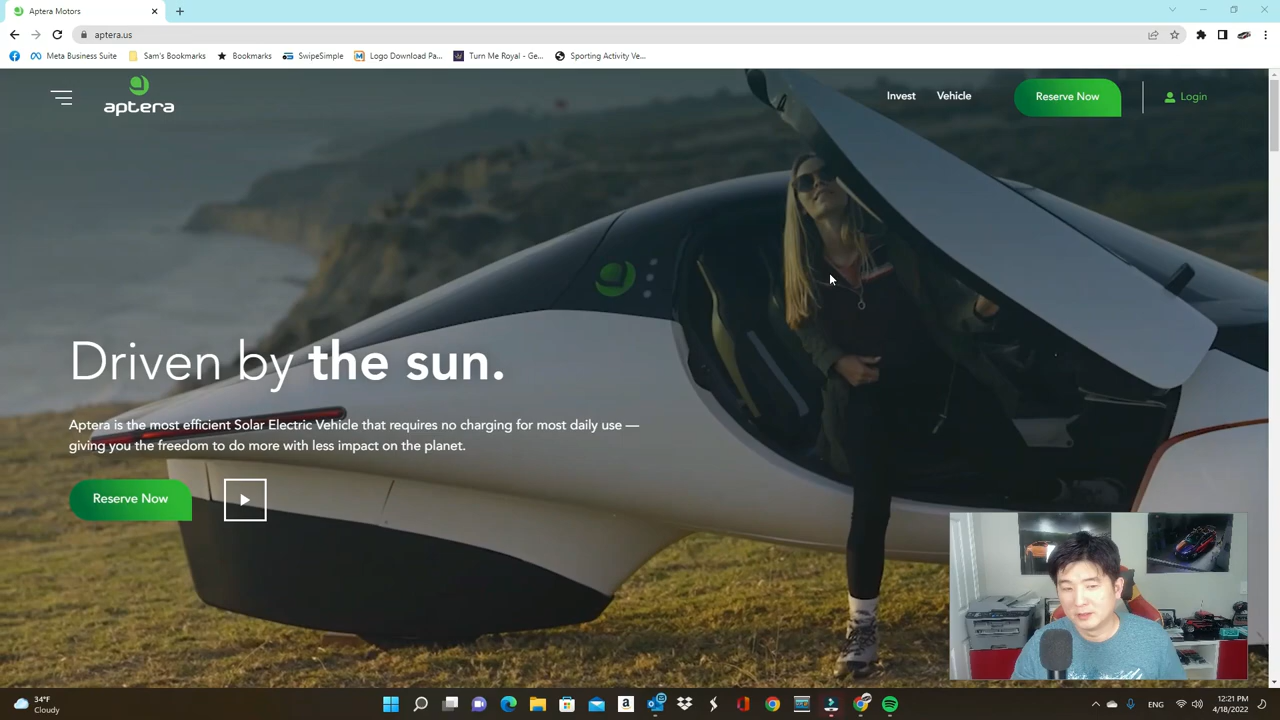 Aptera Motors
aptera.us
Meta Business Suite
Sam's Bookmarks
Bookmarks
SwipeSimple
Logo Download Pa...
Turn Me Royal - Ge...
Sporting Activity Ve...
aptera
Invest
Vehicle
Reserve Now
Login
Driven by the sun.
Aptera is the most efficient Solar Electric Vehicle that requires no charging for most daily use —
giving you the freedom to do more with less impact on the planet.
Reserve Now
34°F
Cloudy
ENG
12:21 PM
4/18/2022